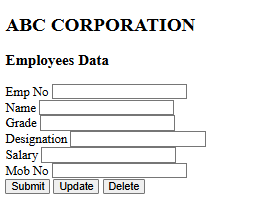 ABC CORPORATION
Employees Data
Emp No
Name
Grade
Designation
Salary
Mob No
Submit Update Delete